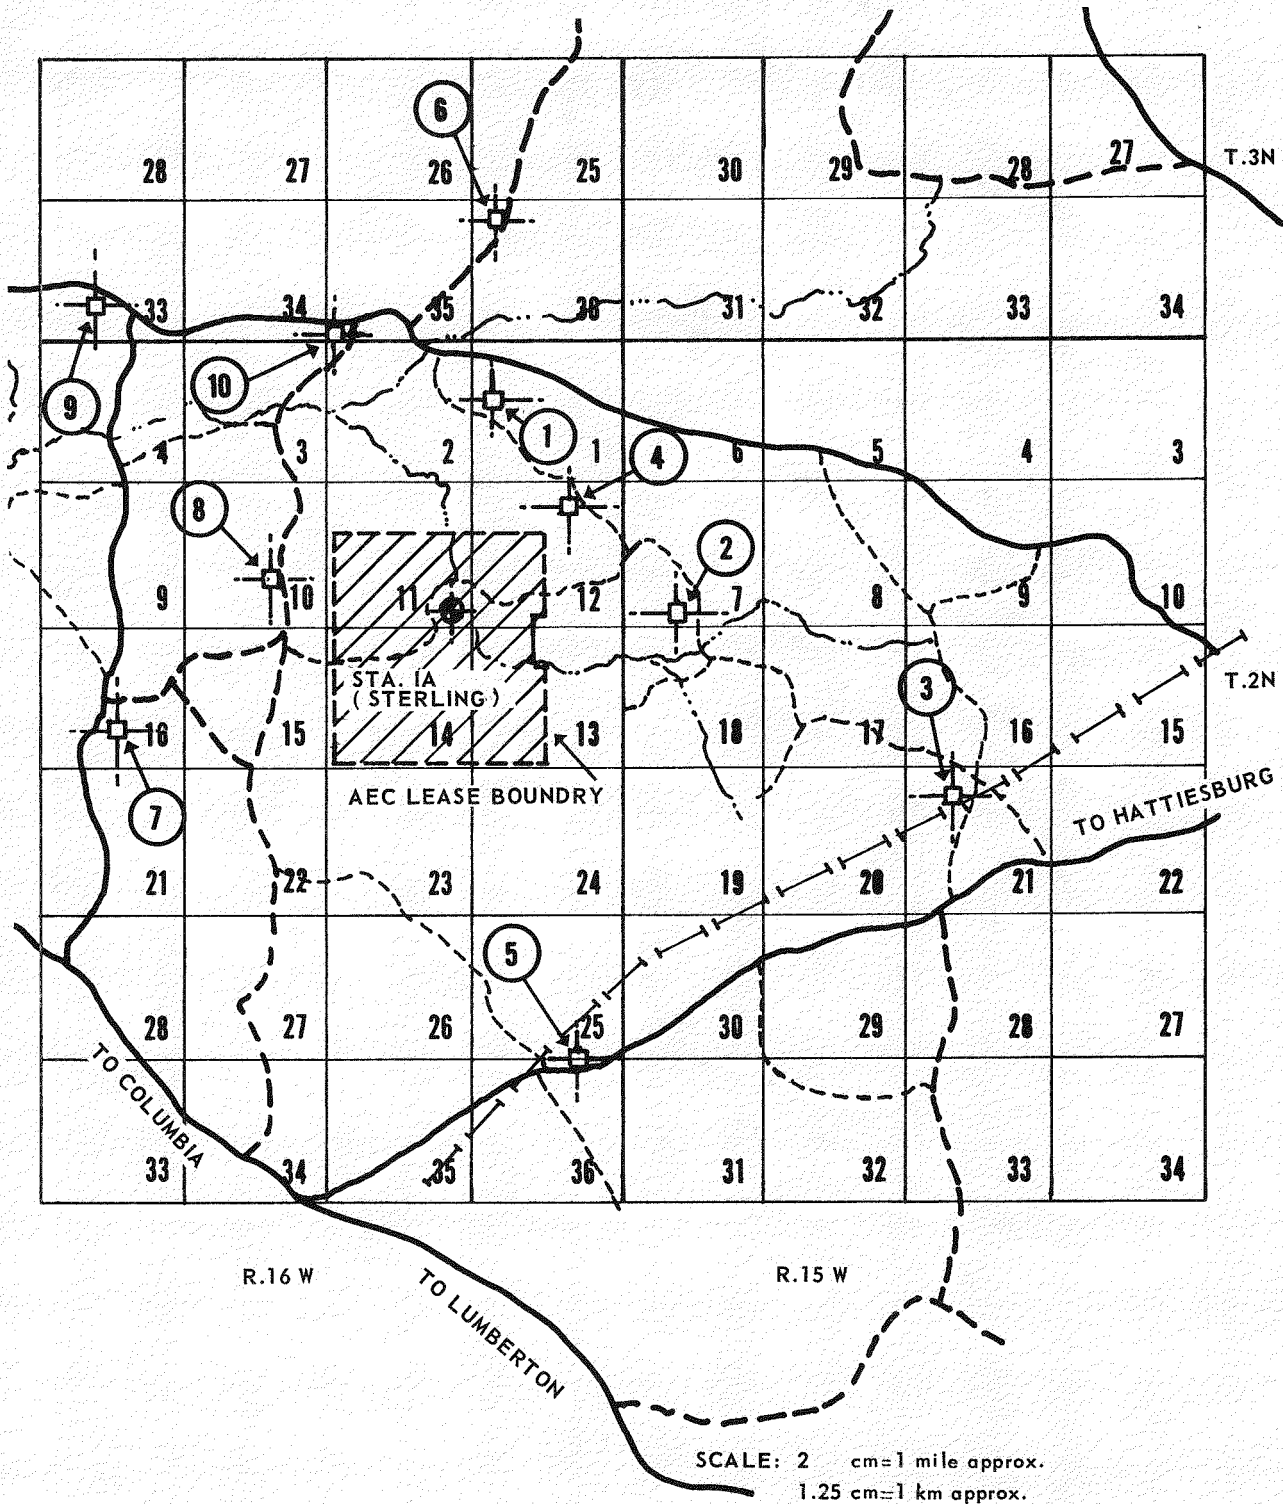 6
28 27 26 25 30 29 28 27 T.3N
33 34 35 36 31 32 33 34
10
9
1
4
4 3 2 1 6 5 4 3
8
2
9 10 11 12 7 8 9 10
3
STA. IA
(STERLING)
T.2N
16 15 14 13 18 17 16 15
AEC LEASE BOUNDRY
TO HATTIESBURG
7
21 22 23 24 19 20 21 22
5
28 27 26 25 30 29 28 27
TO COLUMBIA
33 34 35 36 31 32 33 34
R.16 W R.15 W
TO LUMBERTON
SCALE: 2 cm=1 mile approx.
1.25 cm=1 km approx.